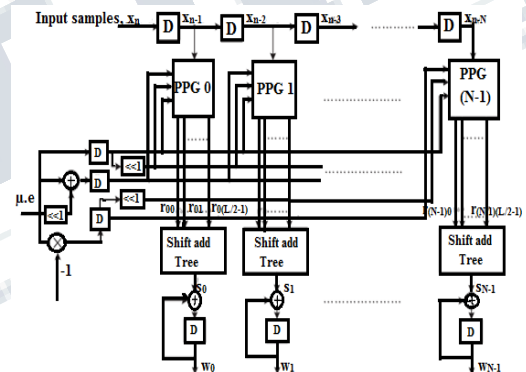 Input samples, xn D xn-1 D xn-2 D xn-3 D xn-N
PPG 0
PPG 1
PPG
(N-1)
D
<<1
+ D
<<1
μ.e <<1 D
r00 r01 r0(L/2-1) r(N-1)0 r(N-1)(L/2-1)
X
-1
Shift add
Tree
Shift add
Tree
Shift add
Tree
s0 s1 sN-1
+ + +
D D D
w0 w1 wN-1